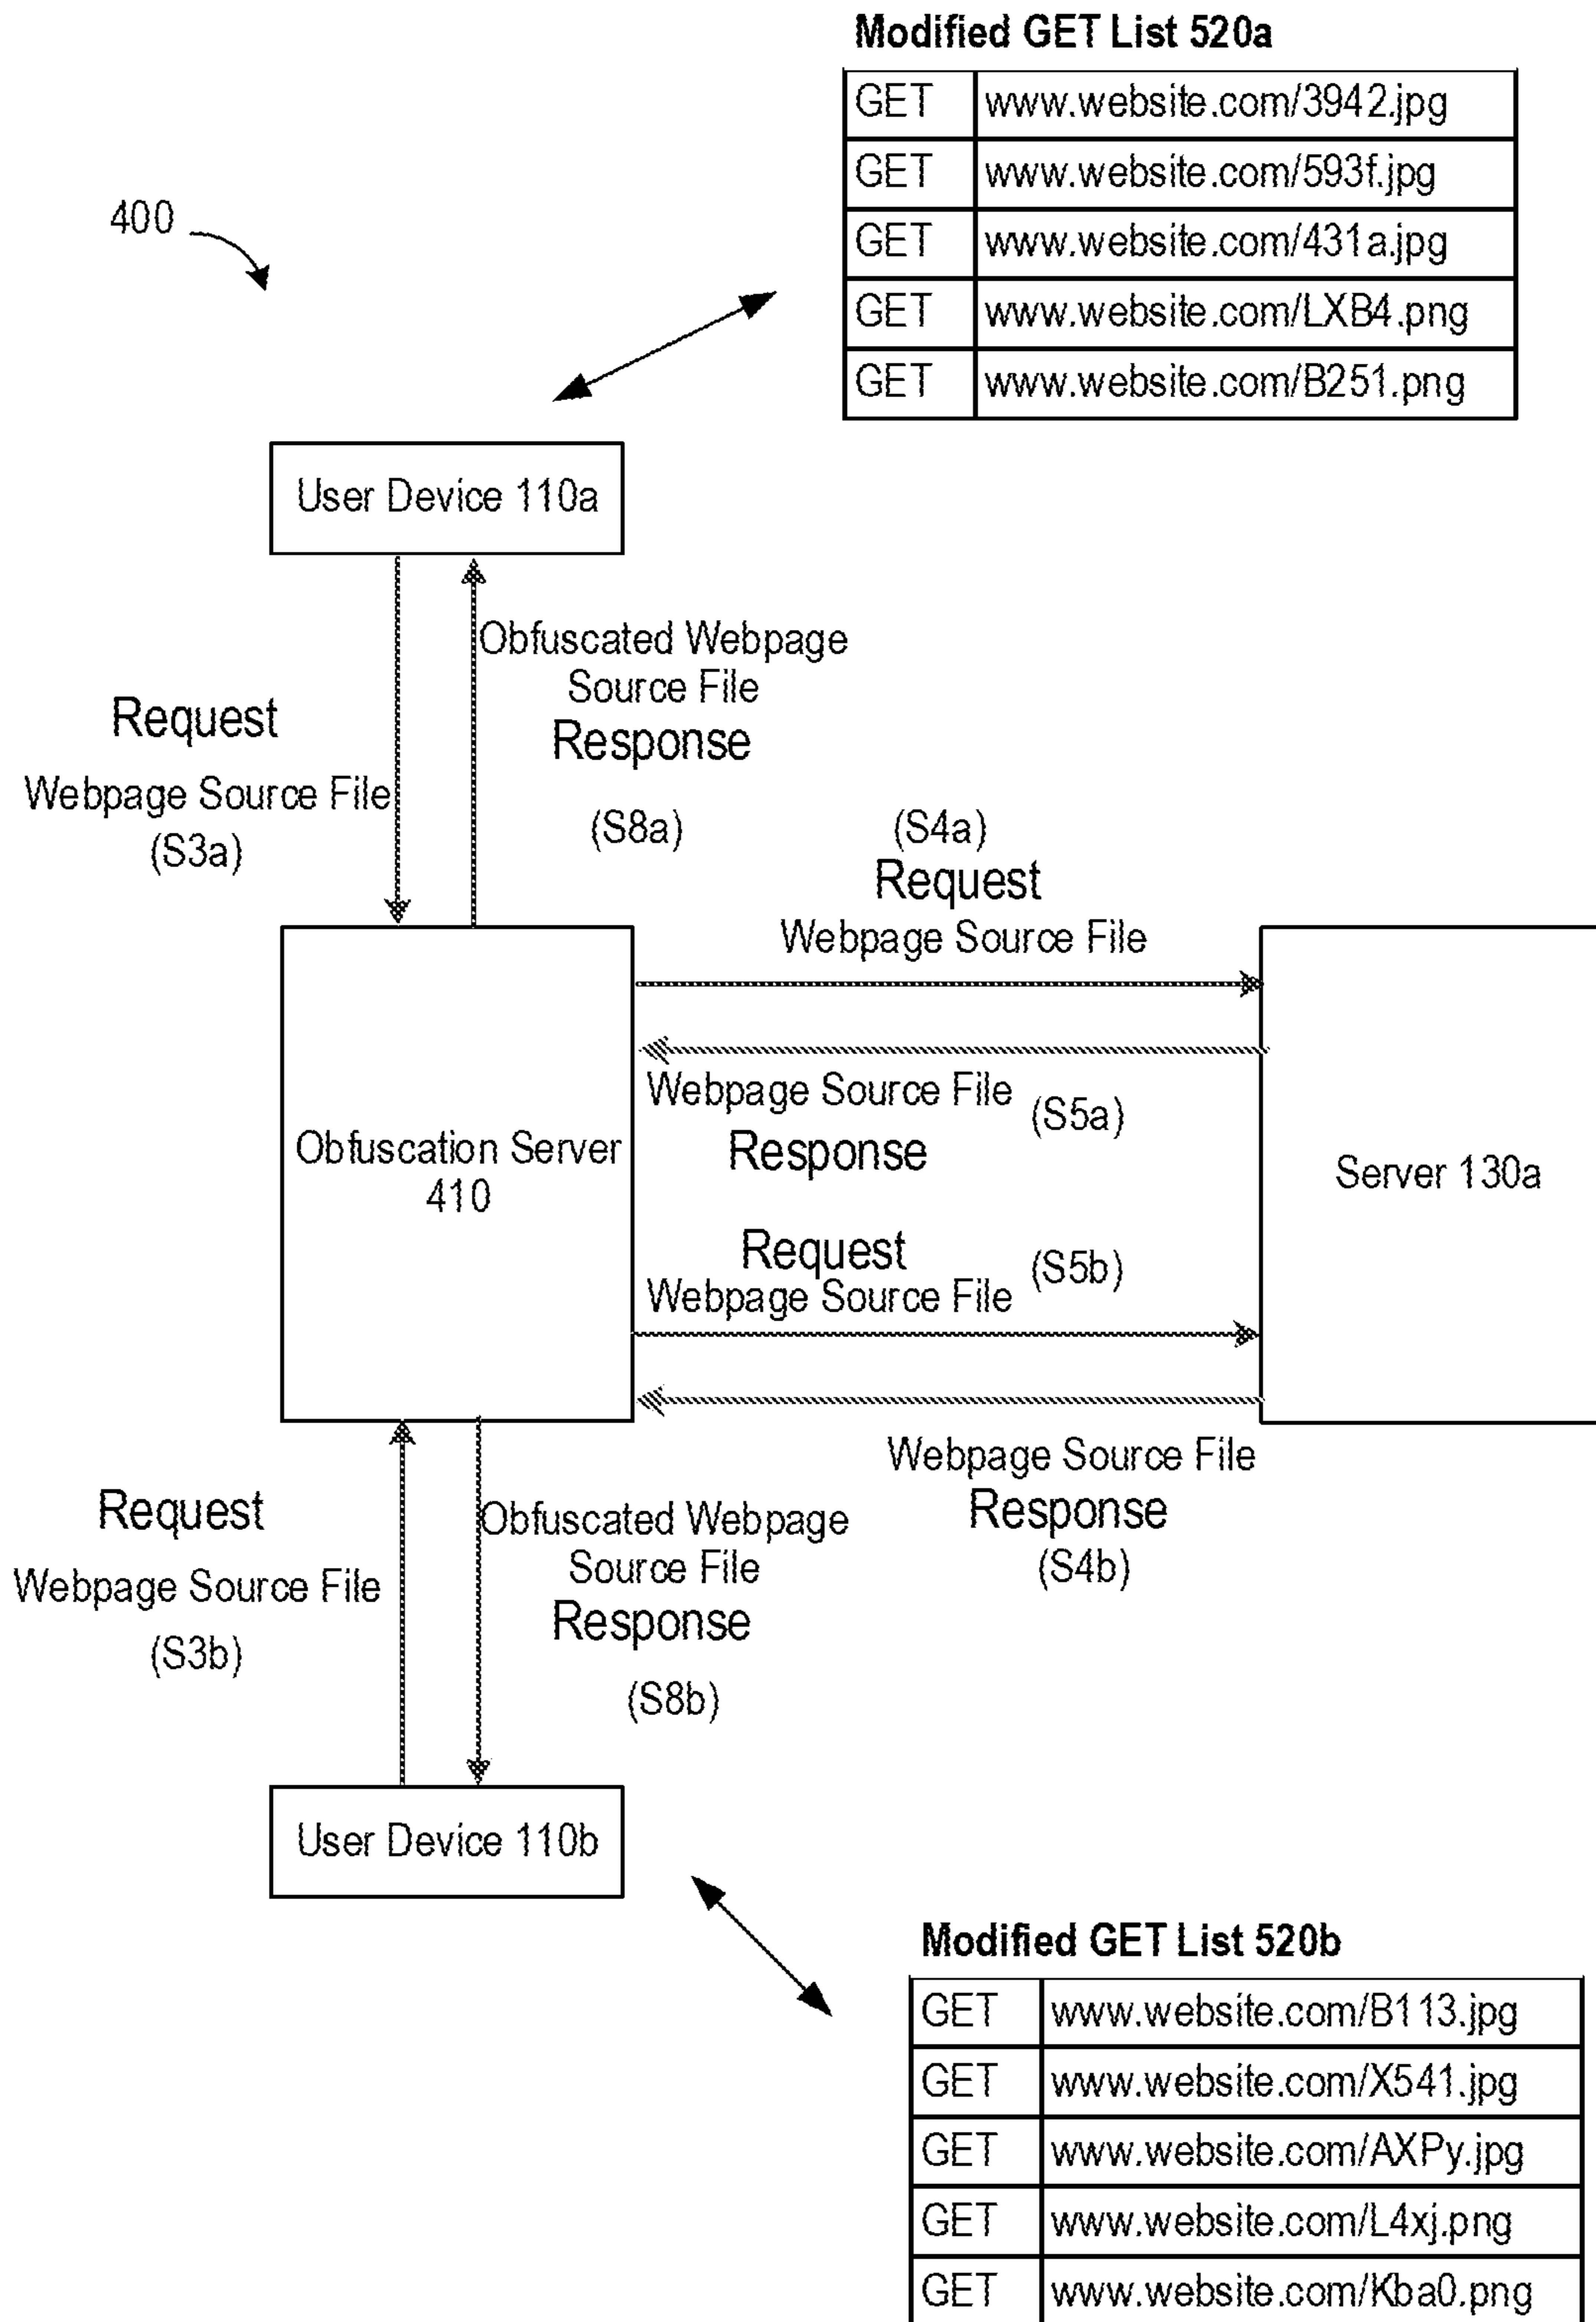 Modified GET List 520a
GET www.website.com/3942.jpg
GET www.website.com/593f.jpg
GET www.website.com/431a.jpg
GET www.website.com/LXB4.png
GET www.website.com/B251.png
400
User Device 110a
Request
Webpage Source File
(S3a)
Obfuscated Webpage
Source File
Response
(S8a)
(S4a)
Request
Webpage Source File
Obfuscation Server
410
Webpage Source File
(S5a)
Response
Server 130a
Request
(S5b)
Webpage Source File
Webpage Source File
Response
(S4b)
Request
Webpage Source File
(S3b)
Obfuscated Webpage
Source File
Response
(S8b)
User Device 110b
Modified GET List 520b
GET www.website.com/B113.jpg
GET www.website.com/X541.jpg
GET www.website.com/AXPy.jpg
GET www.website.com/L4xj.png
GET www.website.com/Kba0.png